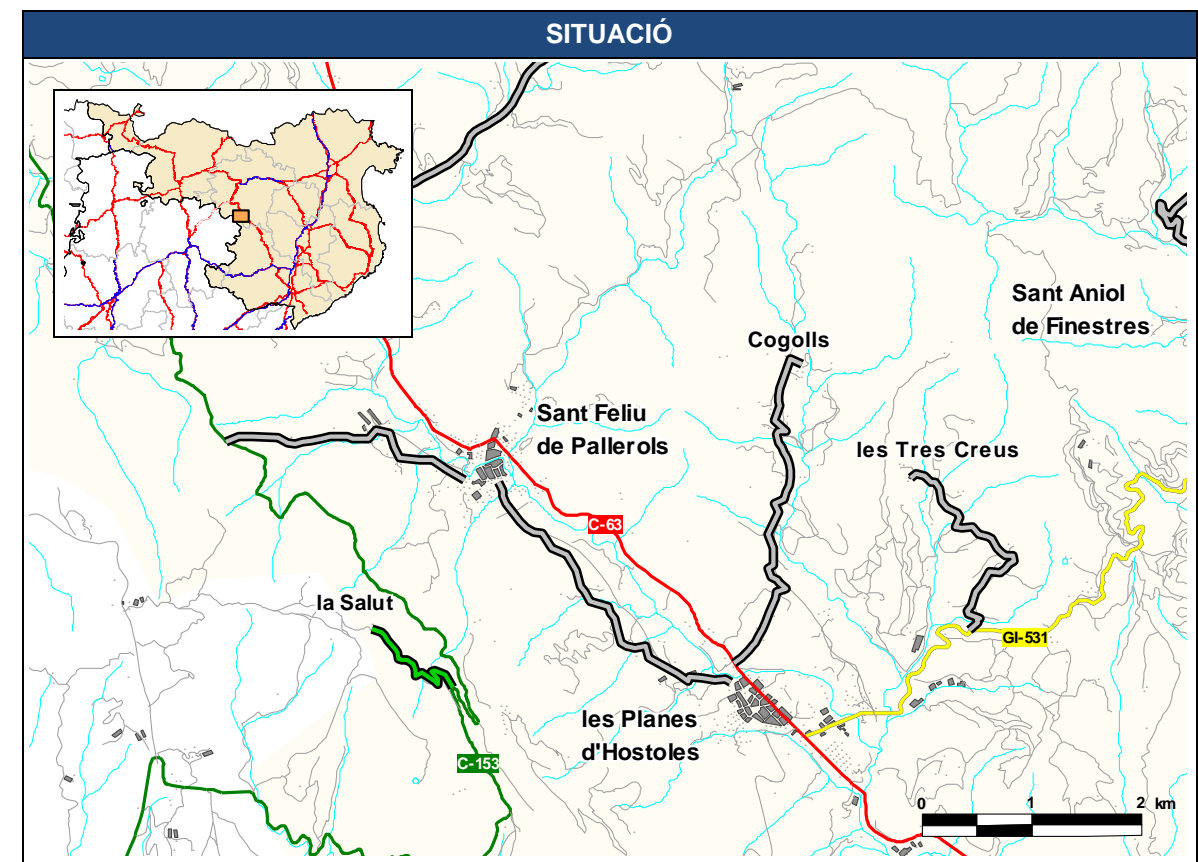 SITUACIÓ
Sant Aniol
de Finestres
Cogolls
Sant Feliu
de Pallerols
les Tres Creus
C-63
la Salut
GI-531
les Planes
d'Hostoles
C-153
0 1 2 km